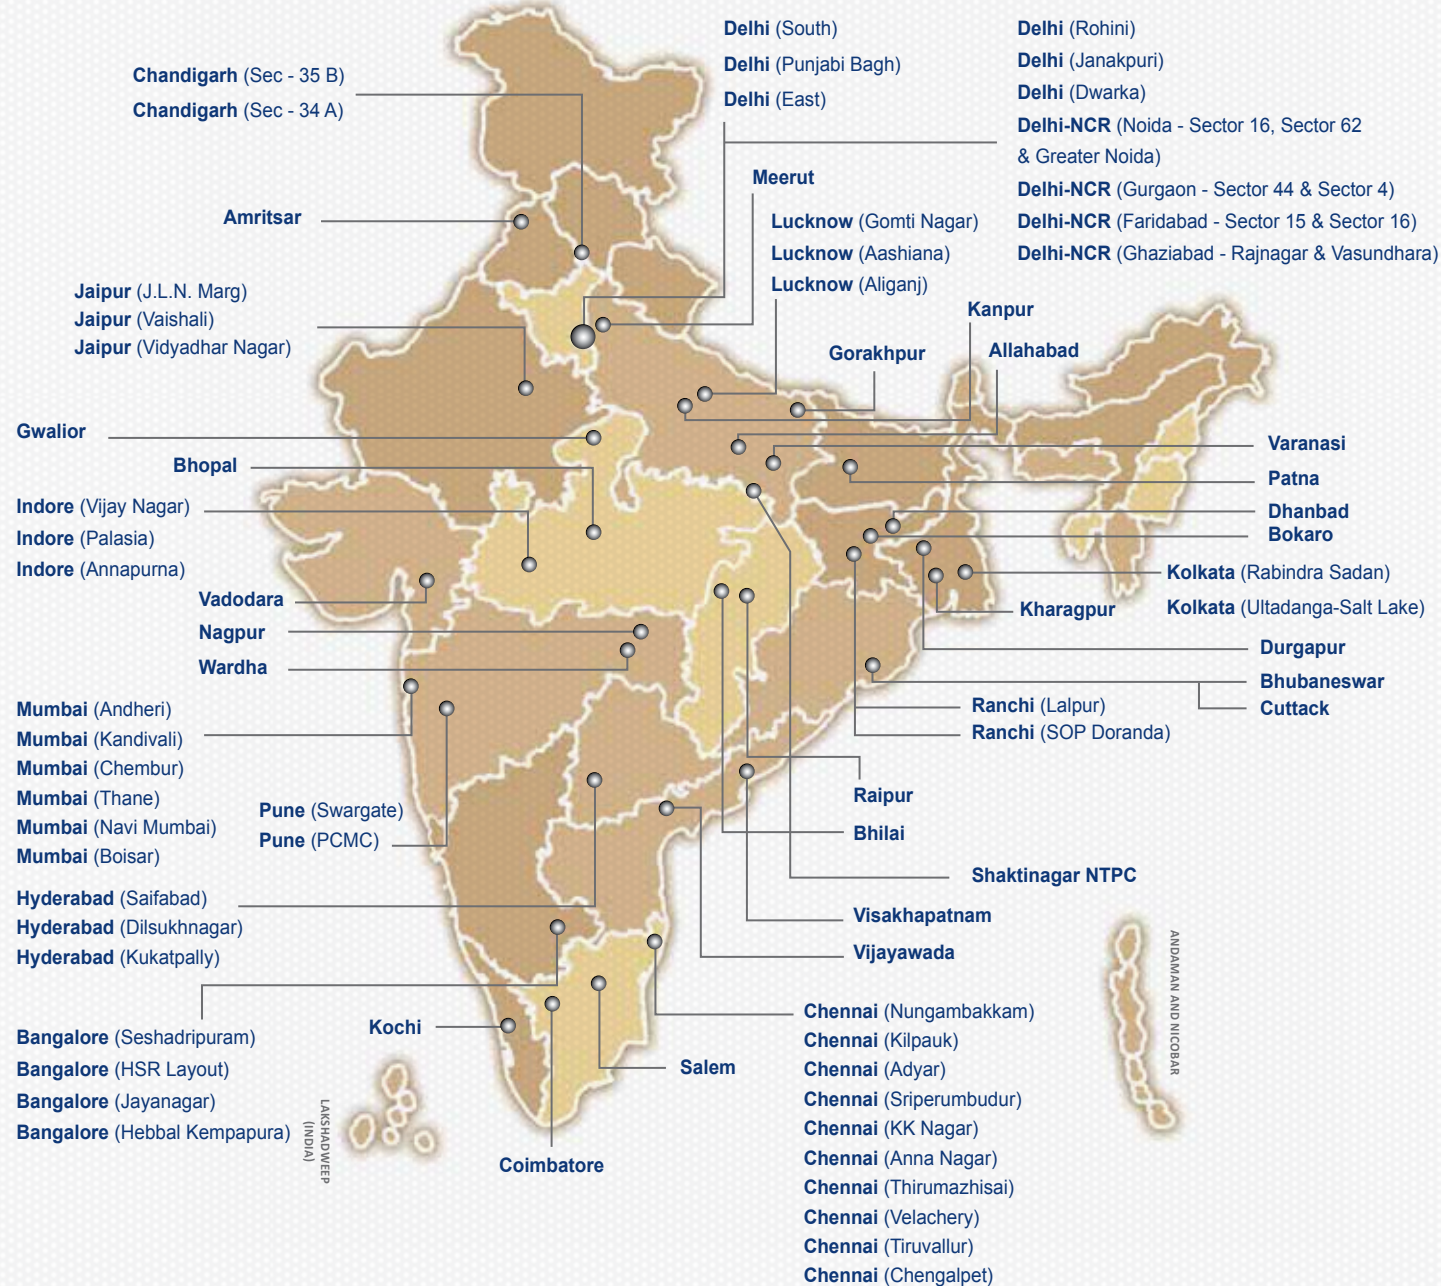 Delhi (South)
Delhi (Punjabi Bagh)
Delhi (East)
Delhi (Rohini)
Delhi (Janakpuri)
Delhi (Dwarka)
Delhi-NCR (Noida - Sector 16, Sector 62
& Greater Noida)
Delhi-NCR (Gurgaon - Sector 44 & Sector 4)
Delhi-NCR (Faridabad - Sector 15 & Sector 16)
Delhi-NCR (Ghaziabad - Rajnagar & Vasundhara)
Chandigarh (Sec - 35 B)
Chandigarh (Sec - 34 A)
Meerut
Amritsar
Lucknow (Gomti Nagar)
Lucknow (Aashiana)
Lucknow (Aliganj)
Jaipur (J.L.N. Marg)
Jaipur (Vaishali)
Jaipur (Vidyadhar Nagar)
Kanpur
Gorakhpur
Allahabad
Gwalior
Bhopal
Varanasi
Patna
Dhanbad
Bokaro
Indore (Vijay Nagar)
Indore (Palasia)
Indore (Annapurna)
Kolkata (Rabindra Sadan)
Kolkata (Ultadanga-Salt Lake)
Kharagpur
Vadodara
Nagpur
Wardha
Durgapur
Bhubaneswar
Cuttack
Ranchi (Lalpur)
Ranchi (SOP Doranda)
Mumbai (Andheri)
Mumbai (Kandivali)
Mumbai (Chembur)
Mumbai (Thane)
Mumbai (Navi Mumbai)
Mumbai (Boisar)
Pune (Swargate)
Pune (PCMC)
Raipur
Bhilai
Shaktinagar NTPC
Visakhapatnam
Vijayawada
Hyderabad (Saifabad)
Hyderabad (Dilsukhnagar)
Hyderabad (Kukatpally)
Bangalore (Seshadripuram)
Bangalore (HSR Layout)
Bangalore (Jayanagar)
Bangalore (Hebbal Kempapura)
Kochi
Salem
Coimbatore
Chennai (Nungambakkam)
Chennai (Kilpauk)
Chennai (Adyar)
Chennai (Sriperumbudur)
Chennai (KK Nagar)
Chennai (Anna Nagar)
Chennai (Thirumazhisai)
Chennai (Velachery)
Chennai (Tiruvallur)
Chennai (Chengalpet)
LAKSHADWEEP
(INDIA)
ANDAMAN AND NICOBAR